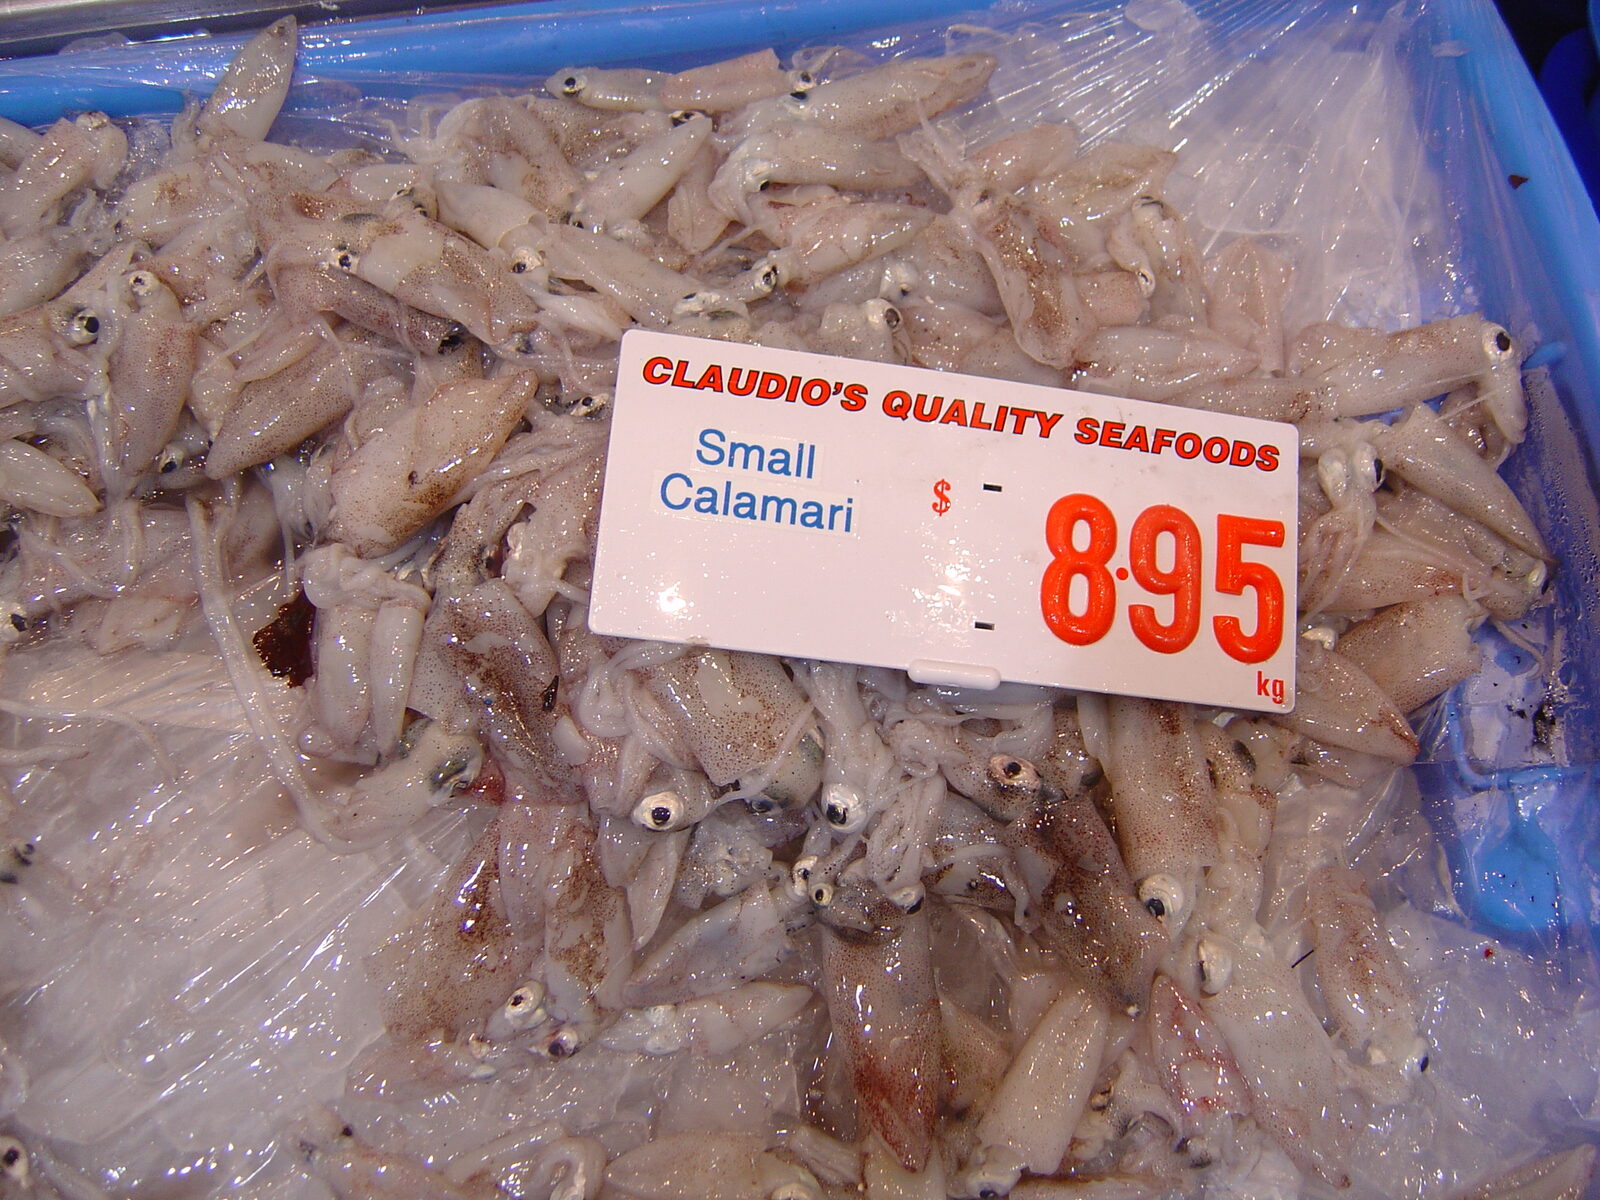 CLAUDIO'S QUALITY SEAFOODS
Small
Calamari
$ 8.95
kg